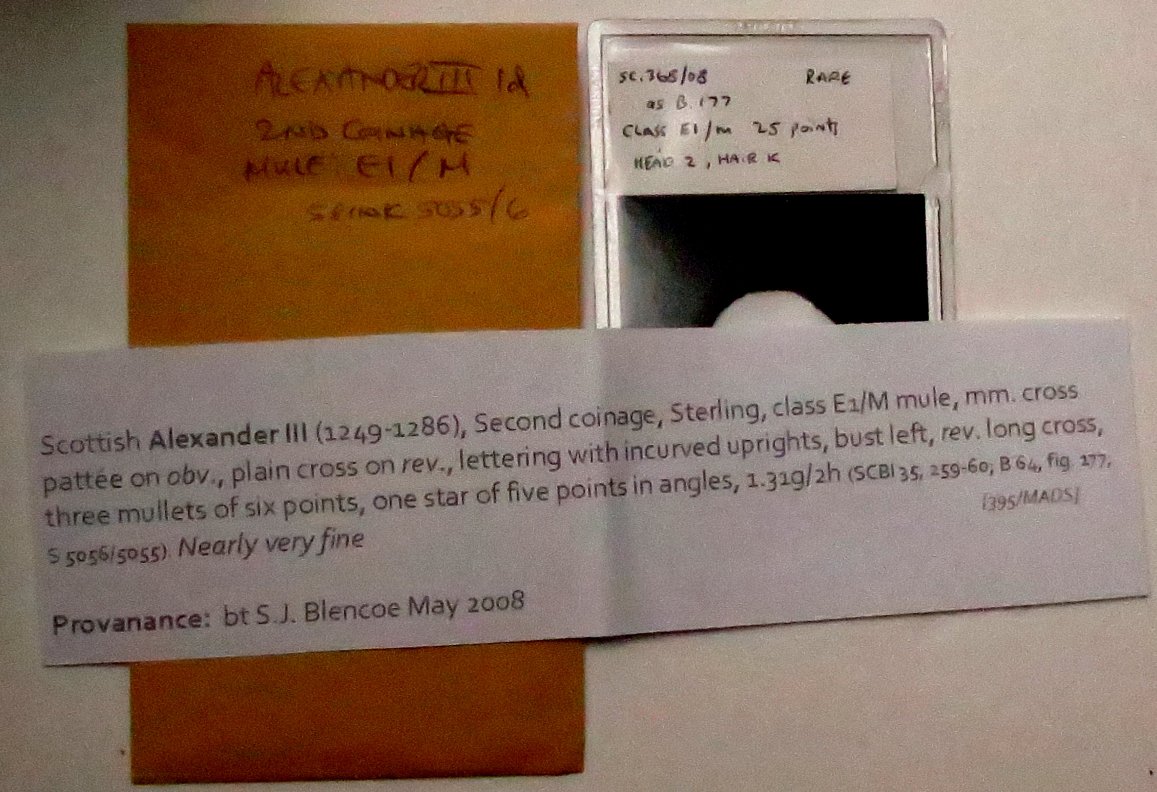 ALEXANDER III 1d
2ND COINAGE
MULE E1/M
SPINK 5055/6
SC.368/08 RARE
as B.177
CLASS E1/m 25 points
HEAD 2, HAIR K
Scottish Alexander III (1249-1286), Second coinage, Sterling, class E1/M mule, mm. cross
pattée on obv., plain cross on rev., lettering with incurved uprights, bust left, rev. long cross,
three mullets of six points, one star of five points in angles, 1.31g/2h (SCBI 35, 259-60; B 64, fig. 177,
S 5056/5055) Nearly very fine [395/MADS]
Provanance: bt S.J. Blencoe May 2008